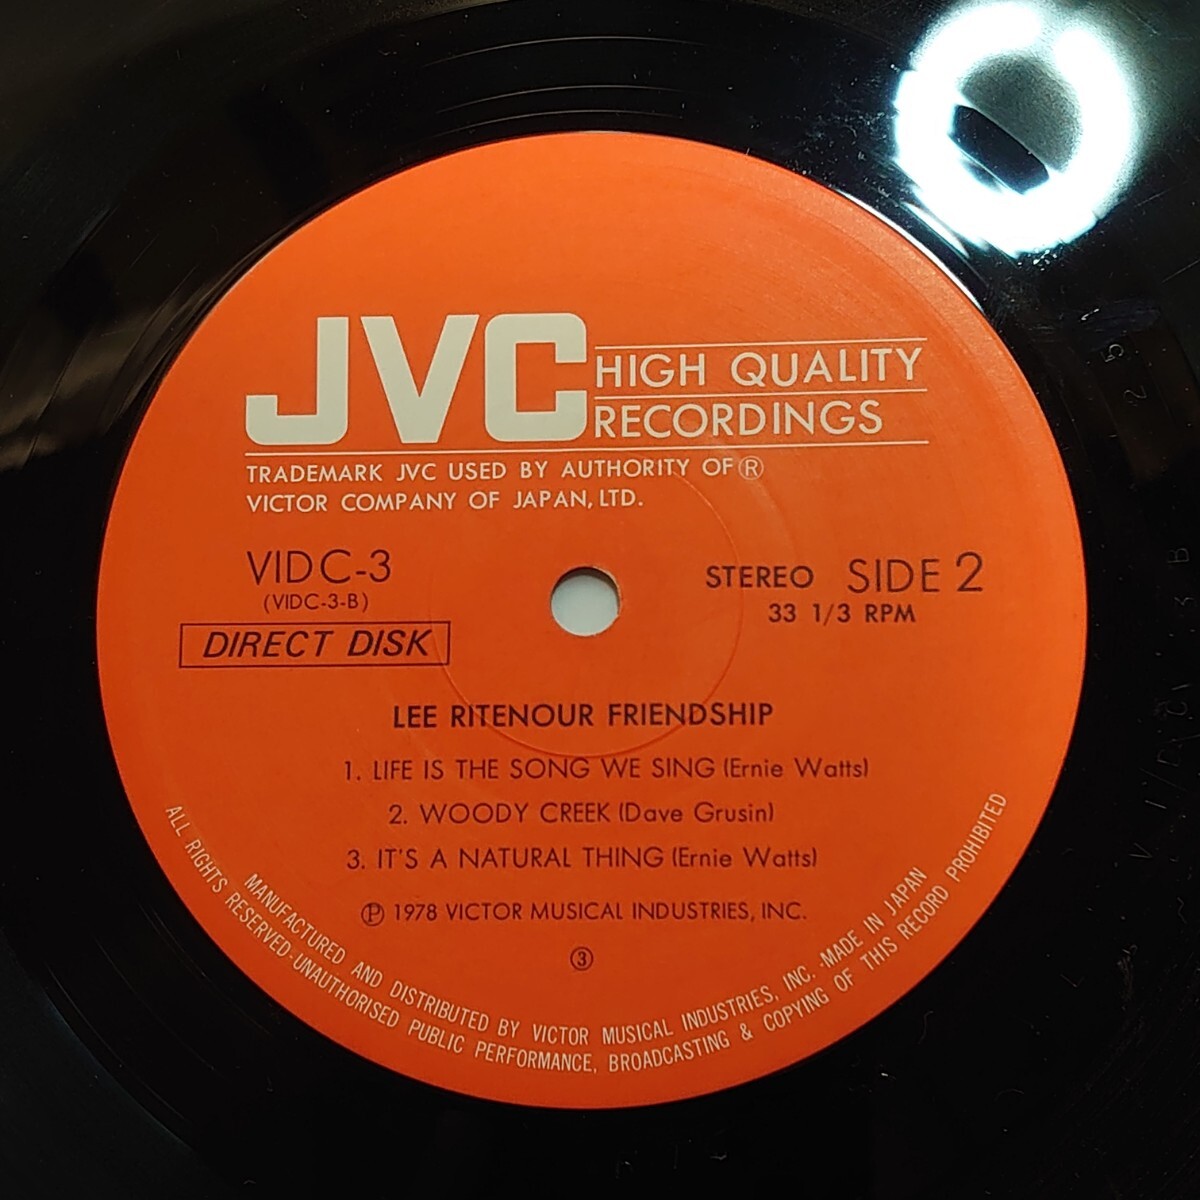 JVC
HIGH QUALITY
RECORDINGS
TRADEMARK JVC USED BY AUTHORITY OF ®
VICTOR COMPANY OF JAPAN, LTD.
VIDC-3
(VIDC-3-B)
DIRECT DISK
STEREO SIDE 2
33 1/3 RPM
LEE RITENOUR FRIENDSHIP
1. LIFE IS THE SONG WE SING (Ernie Watts)
2. WOODY CREEK (Dave Grusin)
3. IT'S A NATURAL THING (Ernie Watts)
Ⓟ 1978 VICTOR MUSICAL INDUSTRIES, INC.
③
MANUFACTURED AND DISTRIBUTED BY VICTOR MUSICAL INDUSTRIES, INC. MADE IN JAPAN
ALL RIGHTS RESERVED-UNAUTHORISED PUBLIC PERFORMANCE, BROADCASTING & COPYING OF THIS RECORD PROHIBITED